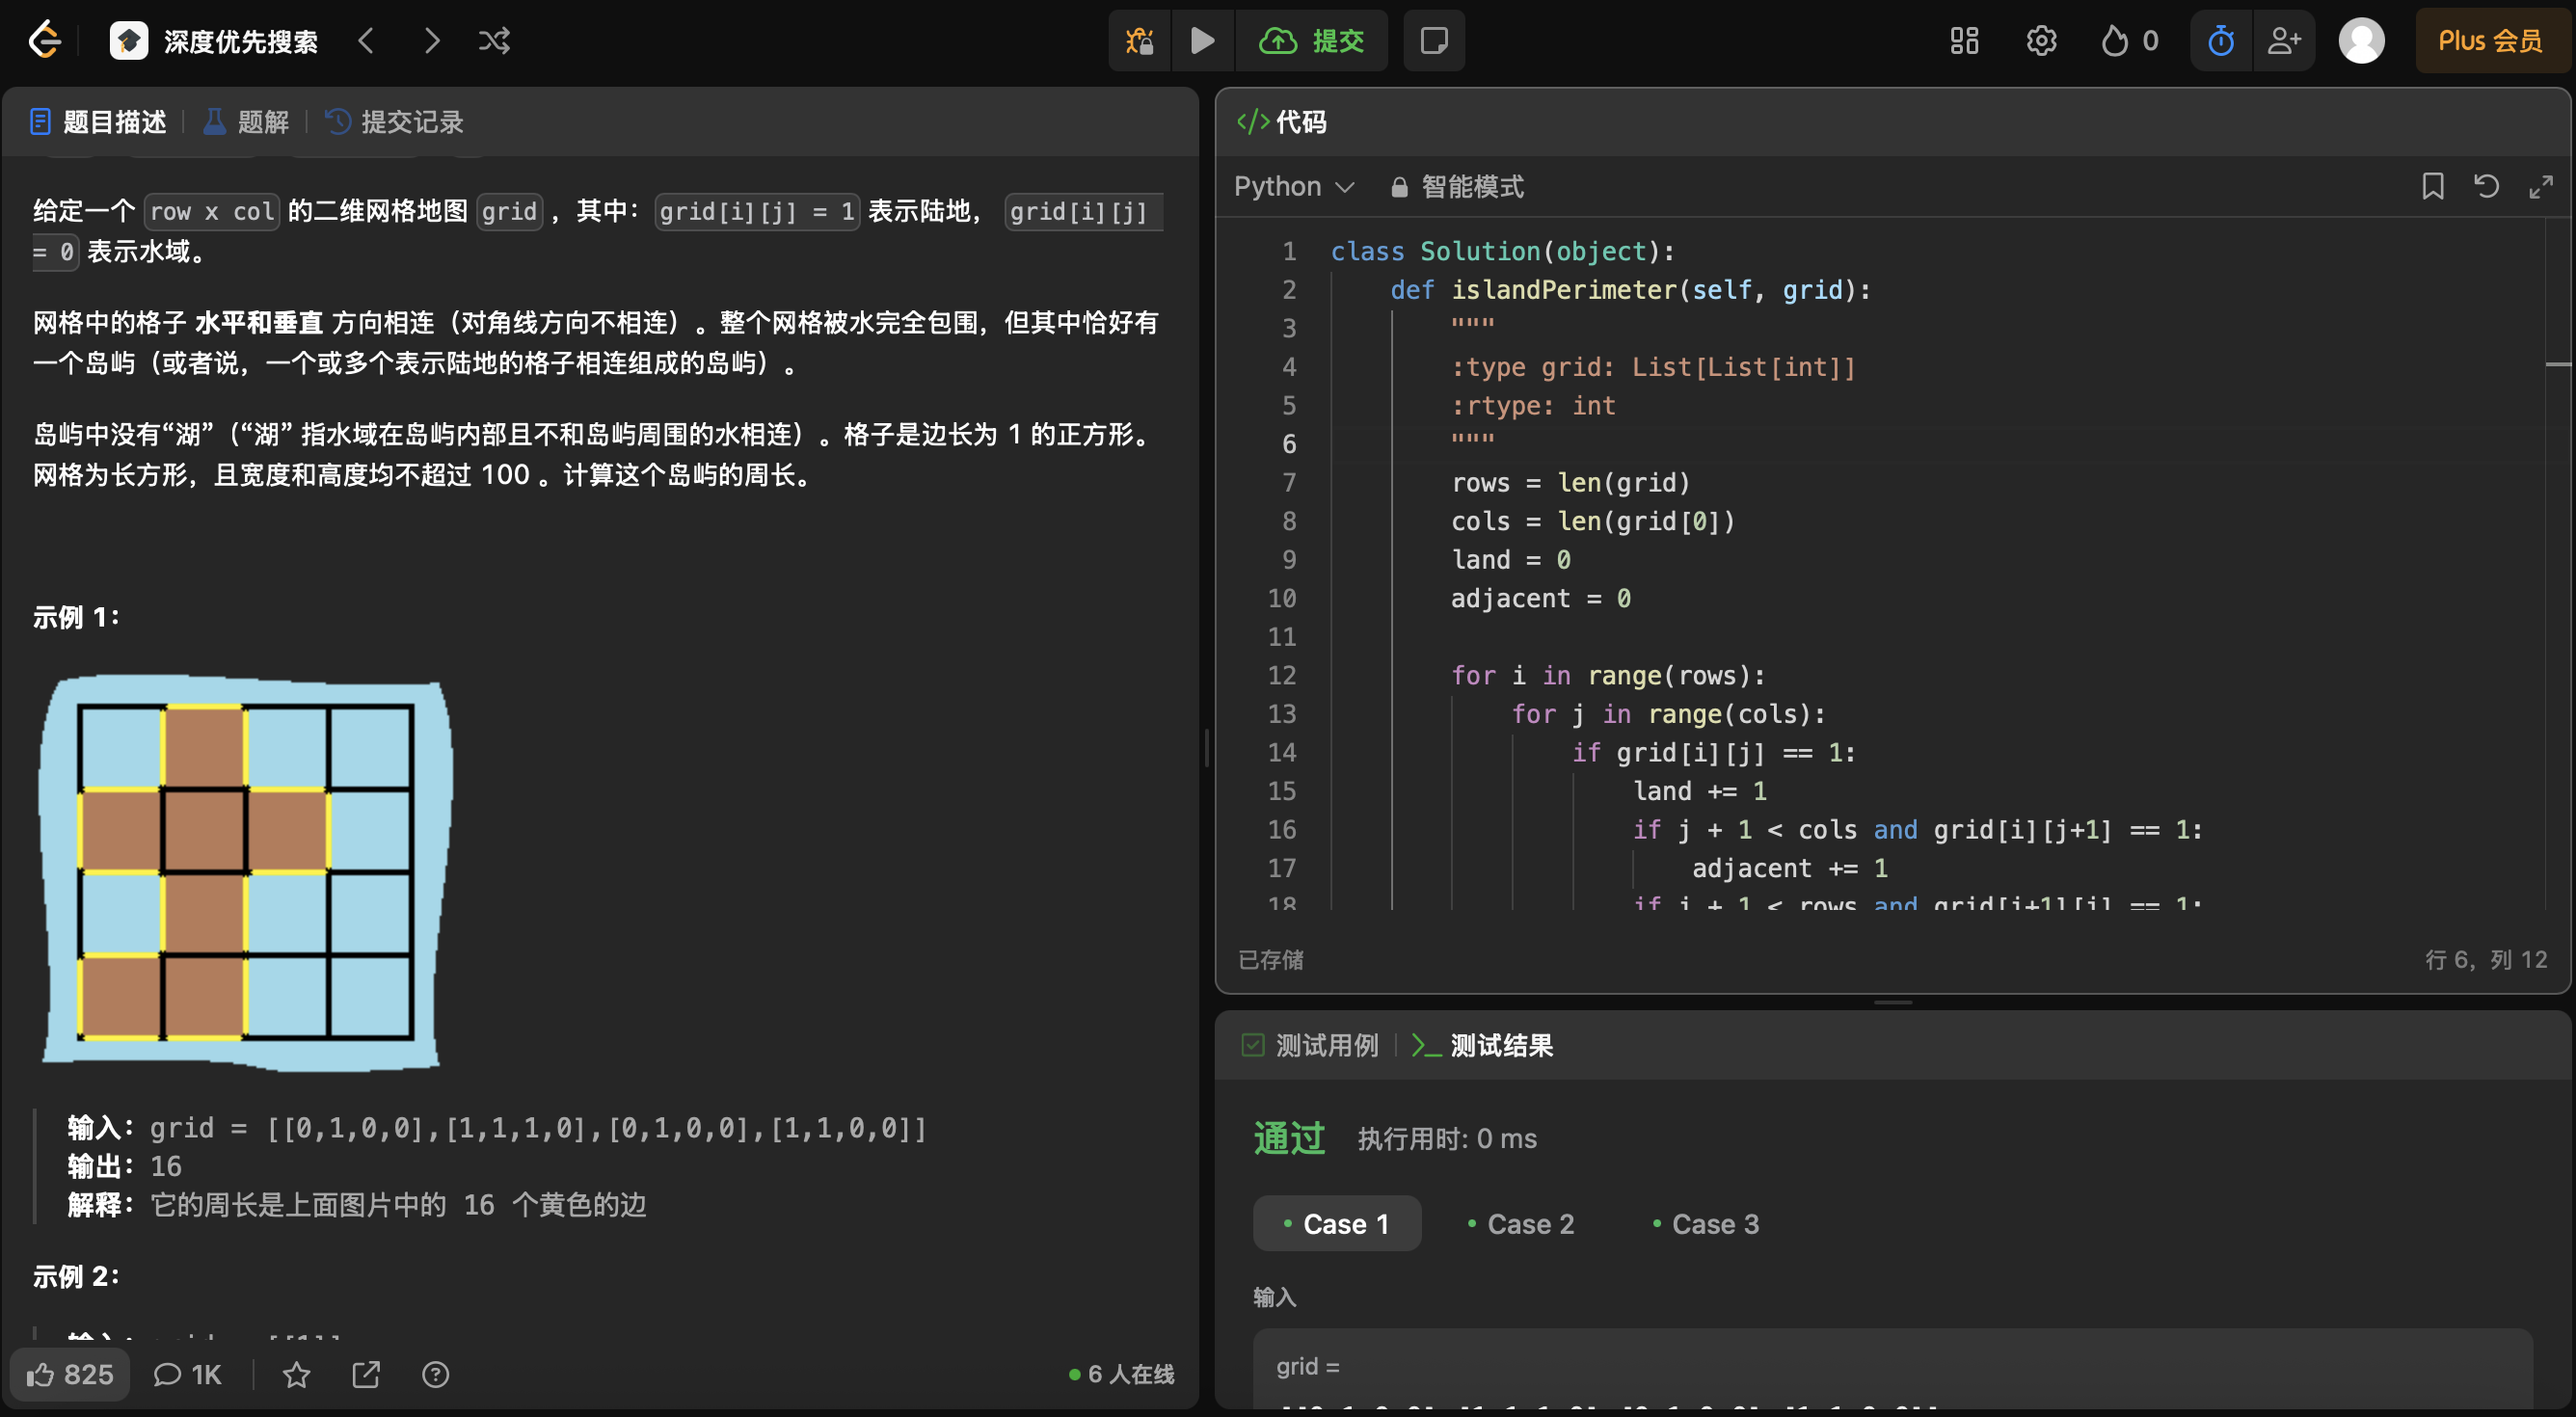 深度优先搜索
提交
0
Plus 会员
题目描述
题解
提交记录
给定一个 row x col 的二维网格地图 grid ，其中：grid[i][j] = 1 表示陆地， grid[i][j]
= 0 表示水域。
网格中的格子 水平和垂直 方向相连（对角线方向不相连）。整个网格被水完全包围，但其中恰好有
一个岛屿（或者说，一个或多个表示陆地的格子相连组成的岛屿）。
岛屿中没有“湖”（“湖” 指水域在岛屿内部且不和岛屿周围的水相连）。格子是边长为 1 的正方形。
网格为长方形，且宽度和高度均不超过 100 。计算这个岛屿的周长。
示例 1：
输入：grid = [[0,1,0,0],[1,1,1,0],[0,1,0,0],[1,1,0,0]]
输出：16
解释：它的周长是上面图片中的 16 个黄色的边
示例 2：
输入：grid = [[1]]
825
1K
6 人在线
</> 代码
Python
智能模式
1 class Solution(object):
2 def islandPerimeter(self, grid):
3 """
4 :type grid: List[List[int]]
5 :rtype: int
6 """
7 rows = len(grid)
8 cols = len(grid[0])
9 land = 0
10 adjacent = 0
11
12 for i in range(rows):
13 for j in range(cols):
14 if grid[i][j] == 1:
15 land += 1
16 if j + 1 < cols and grid[i][j+1] == 1:
17 adjacent += 1
18 if i + 1 < rows and grid[i+1][j] == 1:
已存储
行 6，列 12
测试用例
测试结果
通过
执行用时: 0 ms
Case 1
Case 2
Case 3
输入
grid =